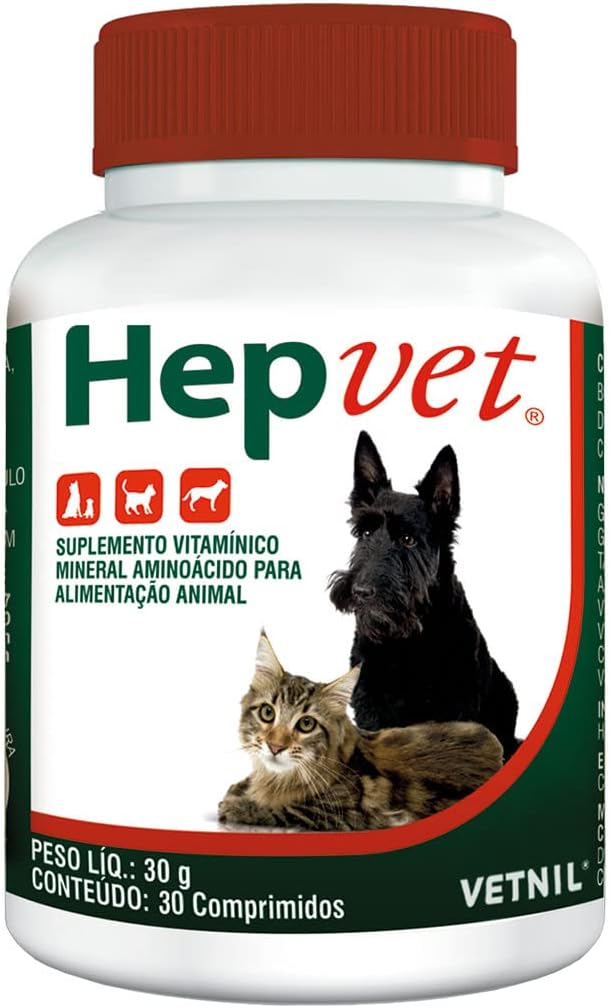 Hepvet®
SUPLEMENTO VITAMÍNICO
MINERAL AMINOÁCIDO PARA
ALIMENTAÇÃO ANIMAL
PESO LÍQ.: 30 g
CONTEÚDO: 30 Comprimidos
VETNIL®